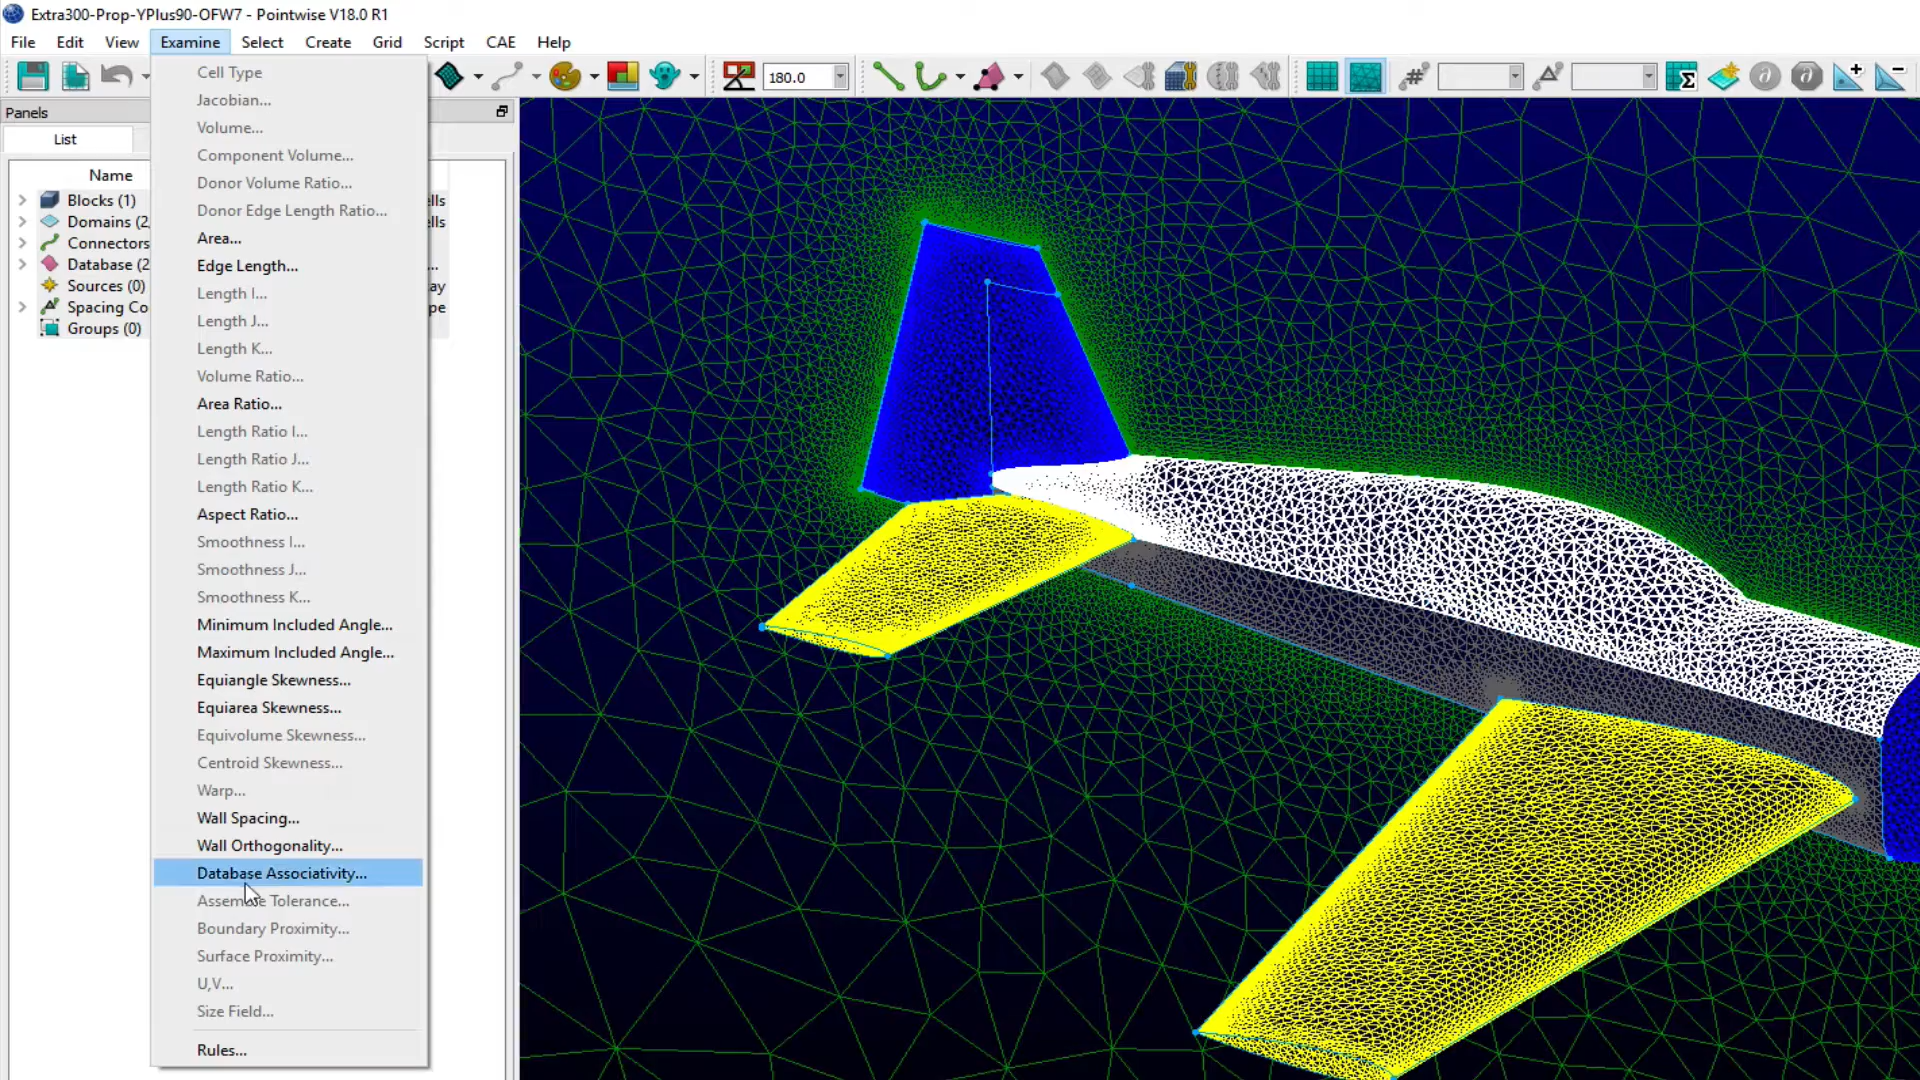 Extra300-Prop-YPlus90-OFW7 - Pointwise V18.0 R1
File Edit View Examine Select Create Grid Script CAE Help
180.0
Panels
List
Name
Blocks (1)
Domains (2
Connectors
Database (2
Sources (0)
Spacing Co
Groups (0)
ells
ells
...
ay
pe
Cell Type
Jacobian...
Volume...
Component Volume...
Donor Volume Ratio...
Donor Edge Length Ratio...
Area...
Edge Length...
Length I...
Length J...
Length K...
Volume Ratio...
Area Ratio...
Length Ratio I...
Length Ratio J...
Length Ratio K...
Aspect Ratio...
Smoothness I...
Smoothness J...
Smoothness K...
Minimum Included Angle...
Maximum Included Angle...
Equiangle Skewness...
Equiarea Skewness...
Equivolume Skewness...
Centroid Skewness...
Warp...
Wall Spacing...
Wall Orthogonality...
Database Associativity...
Assemble Tolerance...
Boundary Proximity...
Surface Proximity...
U,V...
Size Field...
Rules...